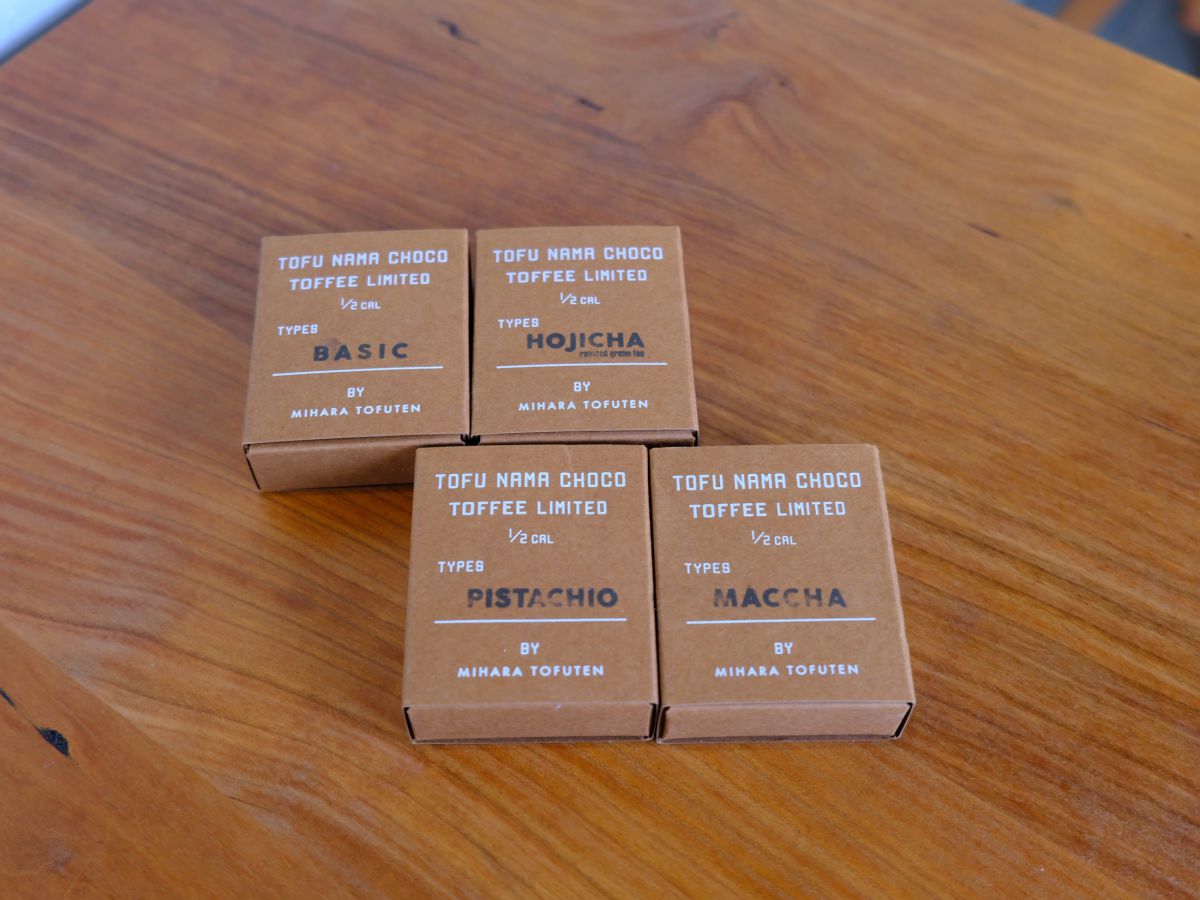 TOFU NAMA CHOCO
TOFFEE LIMITED
1/2 CAL
TYPES
BASIC
BY
MIHARA TOFUTEN
TOFU NAMA CHOCO
TOFFEE LIMITED
1/2 CAL
TYPES
HOJICHA
roasted green tea
BY
MIHARA TOFUTEN
TOFU NAMA CHOCO
TOFFEE LIMITED
1/2 CAL
TYPES
PISTACHIO
BY
MIHARA TOFUTEN
TOFU NAMA CHOCO
TOFFEE LIMITED
1/2 CAL
TYPES
MACCHA
BY
MIHARA TOFUTEN